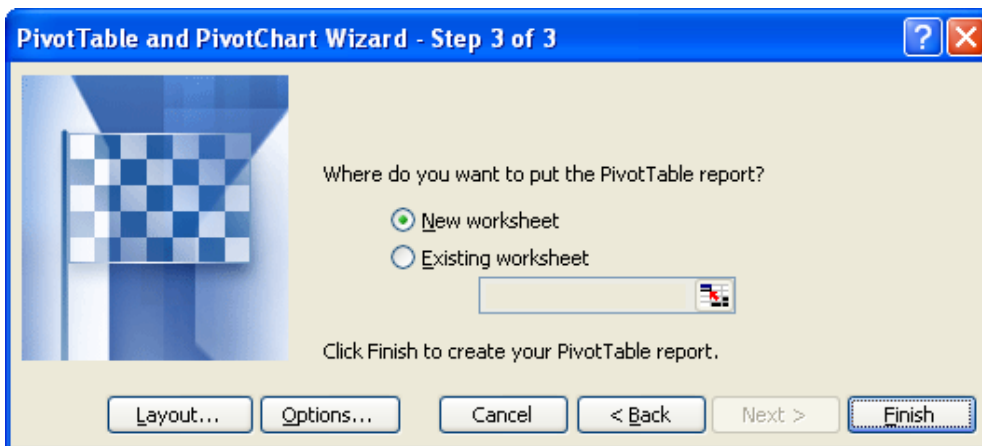 PivotTable and PivotChart Wizard - Step 3 of 3
?
Where do you want to put the PivotTable report?
New worksheet
Existing worksheet
Click Finish to create your PivotTable report.
Layout... Options... Cancel < Back Next > Finish